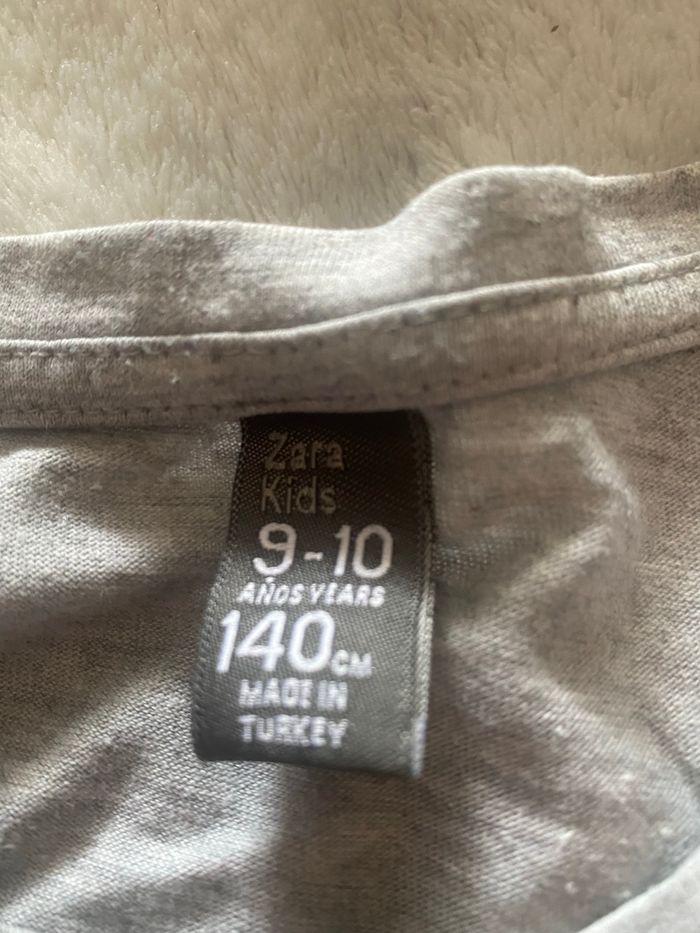 Zara
Kids
9-10
AÑOS YEARS
140CM
MADE IN
TURKEY